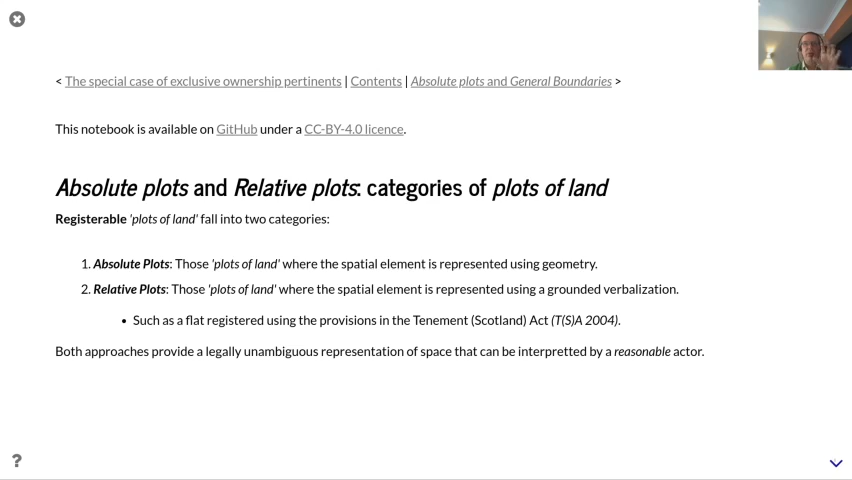 < The special case of exclusive ownership pertinents | Contents | Absolute plots and General Boundaries >
This notebook is available on GitHub under a CC-BY-4.0 licence.
Absolute plots and Relative plots: categories of plots of land
Registerable 'plots of land' fall into two categories:
1. Absolute Plots: Those 'plots of land' where the spatial element is represented using geometry.
2. Relative Plots: Those 'plots of land' where the spatial element is represented using a grounded verbalization.
• Such as a flat registered using the provisions in the Tenement (Scotland) Act (T(S)A 2004).
Both approaches provide a legally unambiguous representation of space that can be interpretted by a reasonable actor.
?